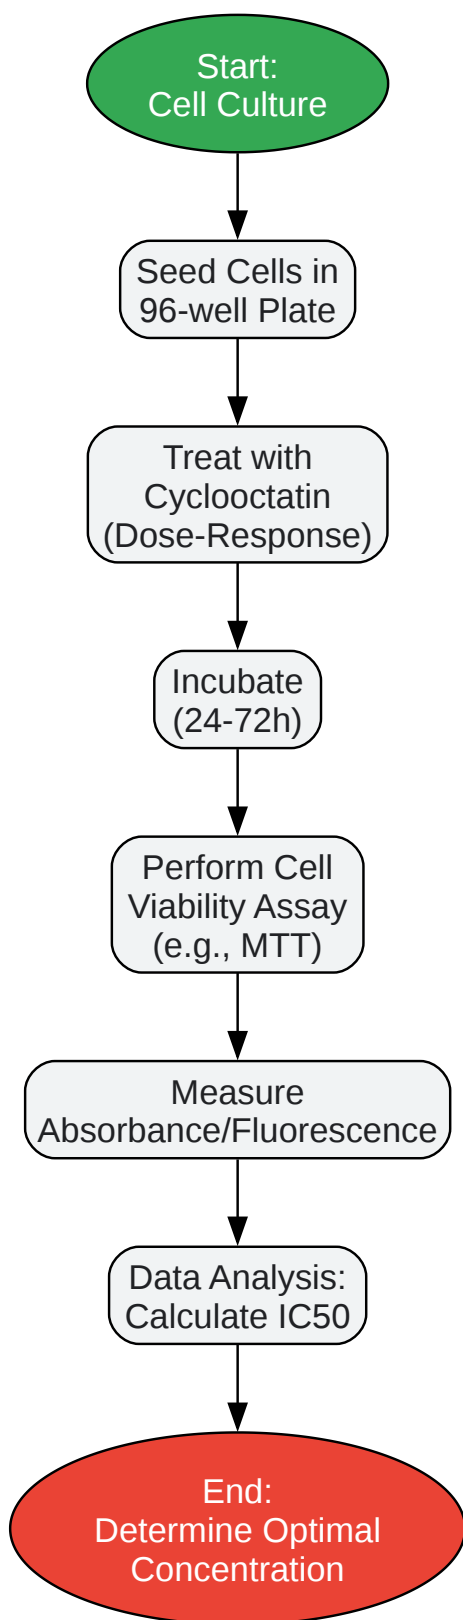 Start:
Cell Culture
Seed Cells in
96-well Plate
Treat with
Cyclooctatin
(Dose-Response)
Incubate
(24-72h)
Perform Cell
Viability Assay
(e.g., MTT)
Measure
Absorbance/Fluorescence
Data Analysis:
Calculate IC50
End:
Determine Optimal
Concentration